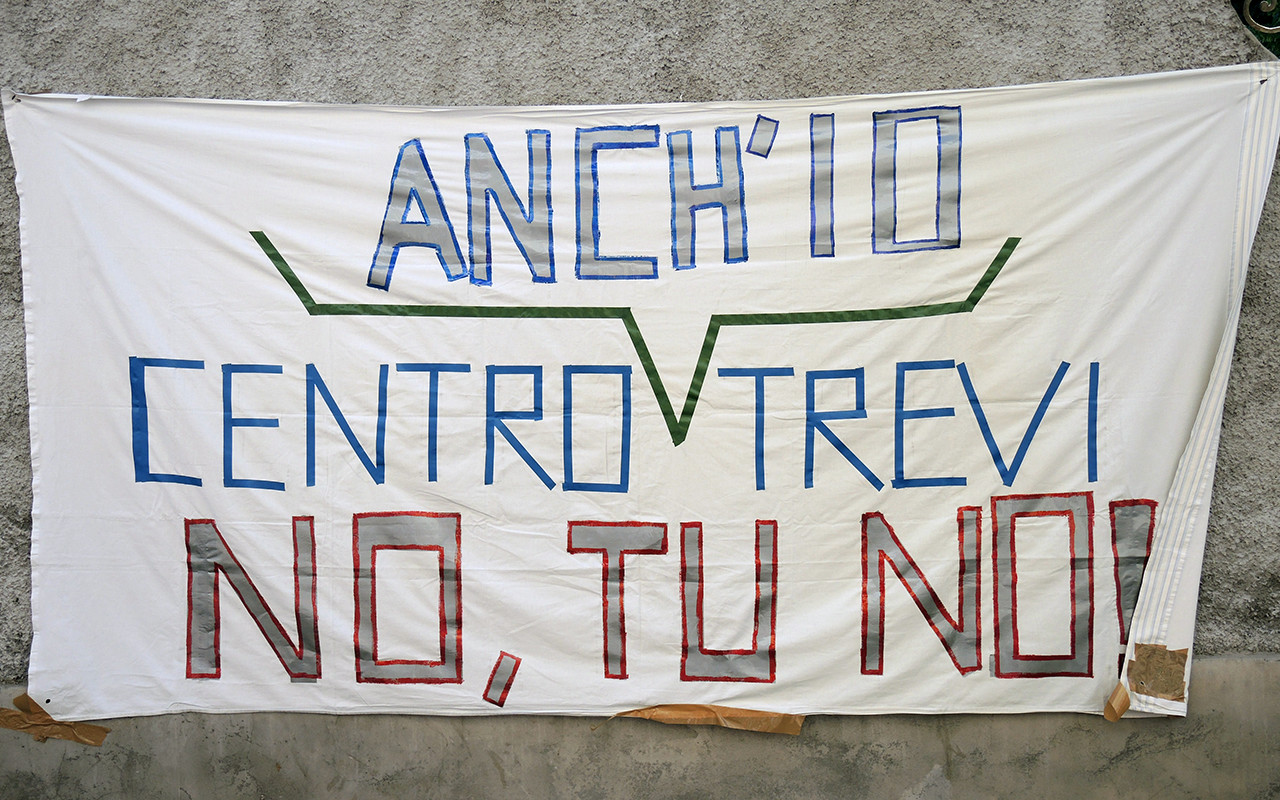 ANCH'IO
CENTRO TREVI
NO, TU NO!